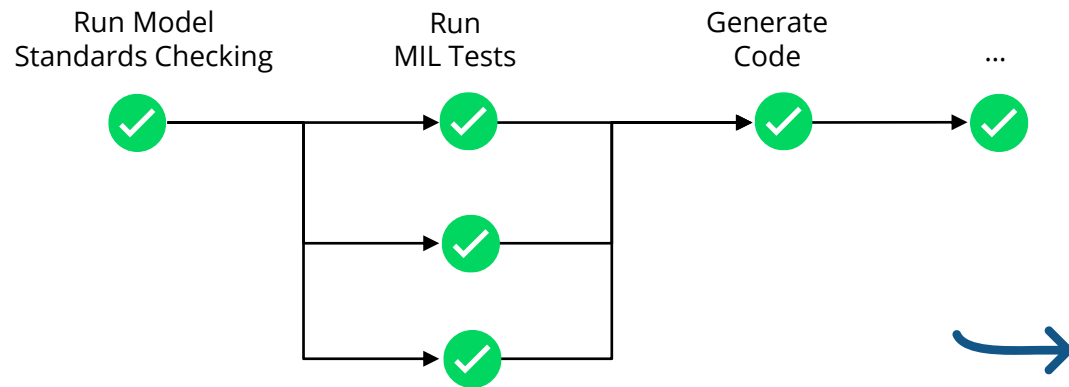 Run Model
Standards Checking
Run
MIL Tests
Generate
Code
...